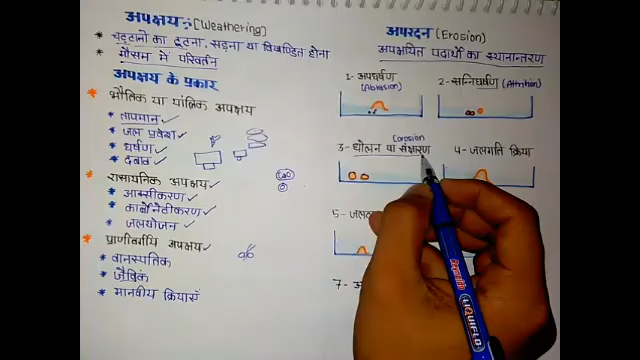 अपक्षय :- [Weathering]
* चट्टानो का टूटना, सड़ना या विखण्डित होना
* मौसम में परिवर्तन
अपक्षय के प्रकार
* भौतिक या यांत्रिक अपक्षय
* तापमान
* जल प्रवेश
* घर्षण
* दबाव
* रासायनिक अपक्षय
* आक्सीकरण
* कार्बोनेटीकरण
* जलयोजन
* प्राणीवर्गीय अपक्षय
* वानस्पतिक
* जैविक
* मानवीय क्रियाएँ
अपरदन (Erosion)
अपक्षयित पदार्थो का स्थानान्तरण
1- अपघर्षण
(Abrasion)
2- सन्निघर्षण (Attrition)
3- घोलन या संक्षारण
(Corosion
4- जलगति क्रिया
5-
7- अ
LIQUIFLO